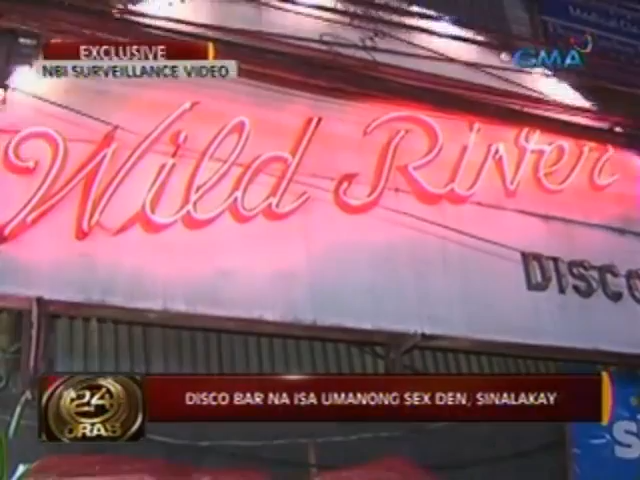 EXCLUSIVE
NBI SURVEILLANCE VIDEO
GMA
Wild River
DISCO
24
ORAS
DISCO BAR NA ISA UMANONG SEX DEN, SINALAKAY
S